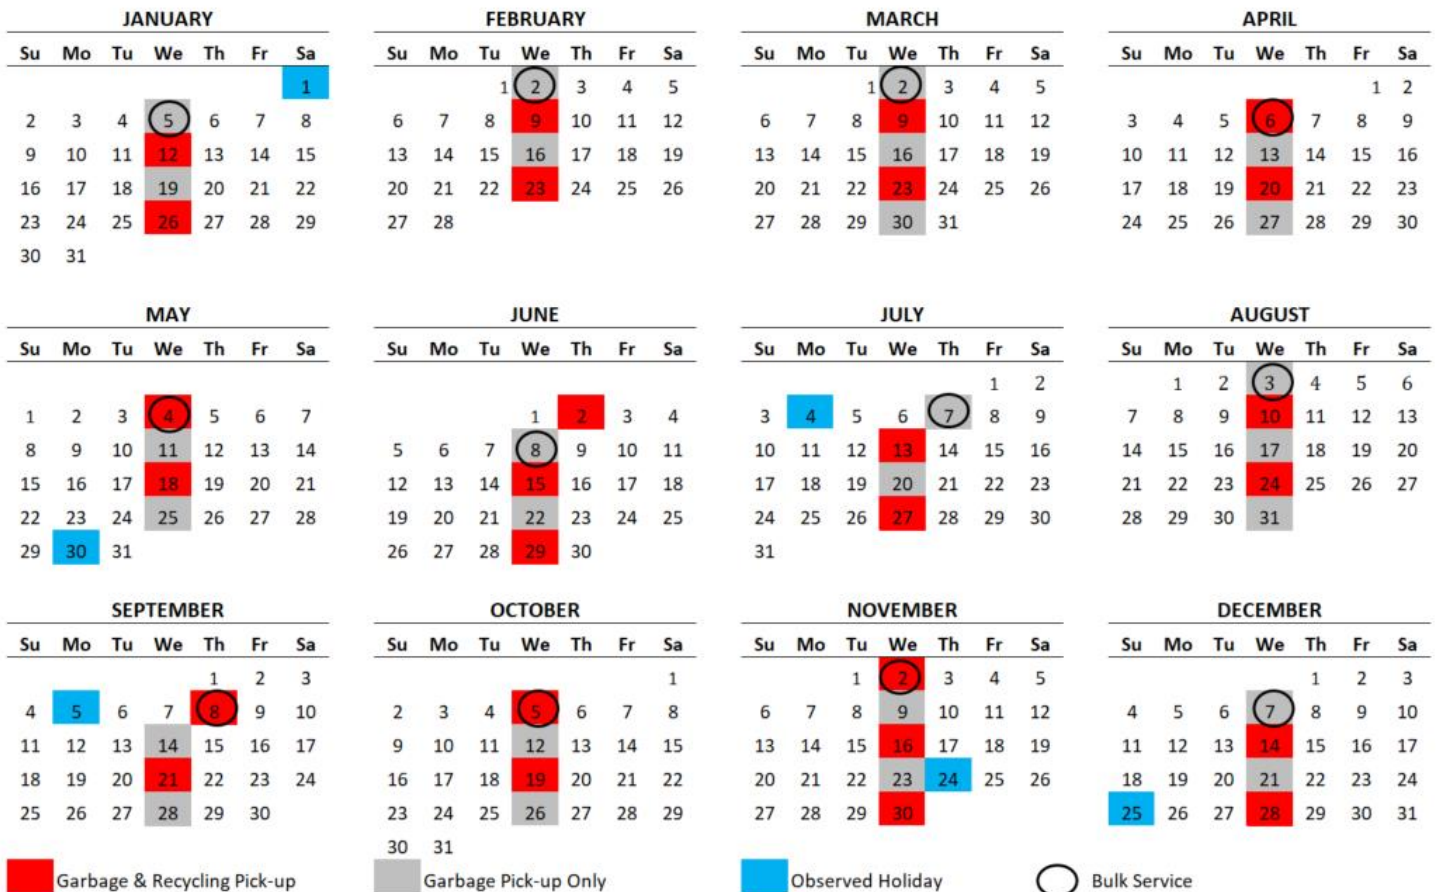 JANUARY FEBRUARY MARCH APRIL
Su Mo Tu We Th Fr Sa Su Mo Tu We Th Fr Sa Su Mo Tu We Th Fr Sa Su Mo Tu We Th Fr Sa
1 1 2 3 4 5 1 2 3 4 5 1 2
2 3 4 5 6 7 8 6 7 8 9 10 11 12 6 7 8 9 10 11 12 3 4 5 6 7 8 9
9 10 11 12 13 14 15 13 14 15 16 17 18 19 13 14 15 16 17 18 19 10 11 12 13 14 15 16
16 17 18 19 20 21 22 20 21 22 23 24 25 26 20 21 22 23 24 25 26 17 18 19 20 21 22 23
23 24 25 26 27 28 29 27 28 27 28 29 30 31 24 25 26 27 28 29 30
30 31
MAY JUNE JULY AUGUST
Su Mo Tu We Th Fr Sa Su Mo Tu We Th Fr Sa Su Mo Tu We Th Fr Sa Su Mo Tu We Th Fr Sa
1 2 1 2 3 4 5 6
1 2 3 4 5 6 7 1 2 3 4 3 4 5 6 7 8 9 7 8 9 10 11 12 13
8 9 10 11 12 13 14 5 6 7 8 9 10 11 10 11 12 13 14 15 16 14 15 16 17 18 19 20
15 16 17 18 19 20 21 12 13 14 15 16 17 18 17 18 19 20 21 22 23 21 22 23 24 25 26 27
22 23 24 25 26 27 28 19 20 21 22 23 24 25 24 25 26 27 28 29 30 28 29 30 31
29 30 31 26 27 28 29 30 31
SEPTEMBER OCTOBER NOVEMBER DECEMBER
Su Mo Tu We Th Fr Sa Su Mo Tu We Th Fr Sa Su Mo Tu We Th Fr Sa Su Mo Tu We Th Fr Sa
1 2 3 1 1 2 3 4 5 1 2 3
4 5 6 7 8 9 10 2 3 4 5 6 7 8 6 7 8 9 10 11 12 4 5 6 7 8 9 10
11 12 13 14 15 16 17 9 10 11 12 13 14 15 13 14 15 16 17 18 19 11 12 13 14 15 16 17
18 19 20 21 22 23 24 16 17 18 19 20 21 22 20 21 22 23 24 25 26 18 19 20 21 22 23 24
25 26 27 28 29 30 23 24 25 26 27 28 29 27 28 29 30 25 26 27 28 29 30 31
30 31
Garbage & Recycling Pick-up Garbage Pick-up Only Observed Holiday Bulk Service